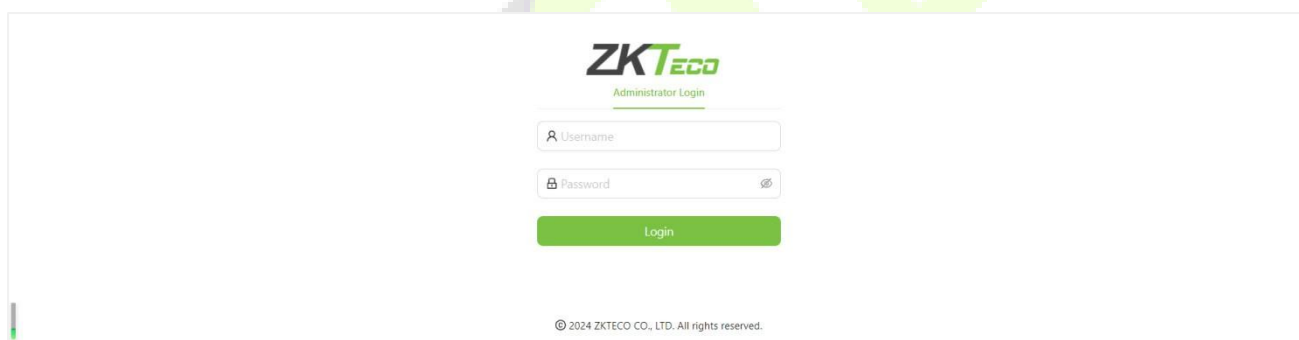 ZKTECO
Administrator Login
Username
Password
Login
© 2024 ZKTECO CO., LTD. All rights reserved.